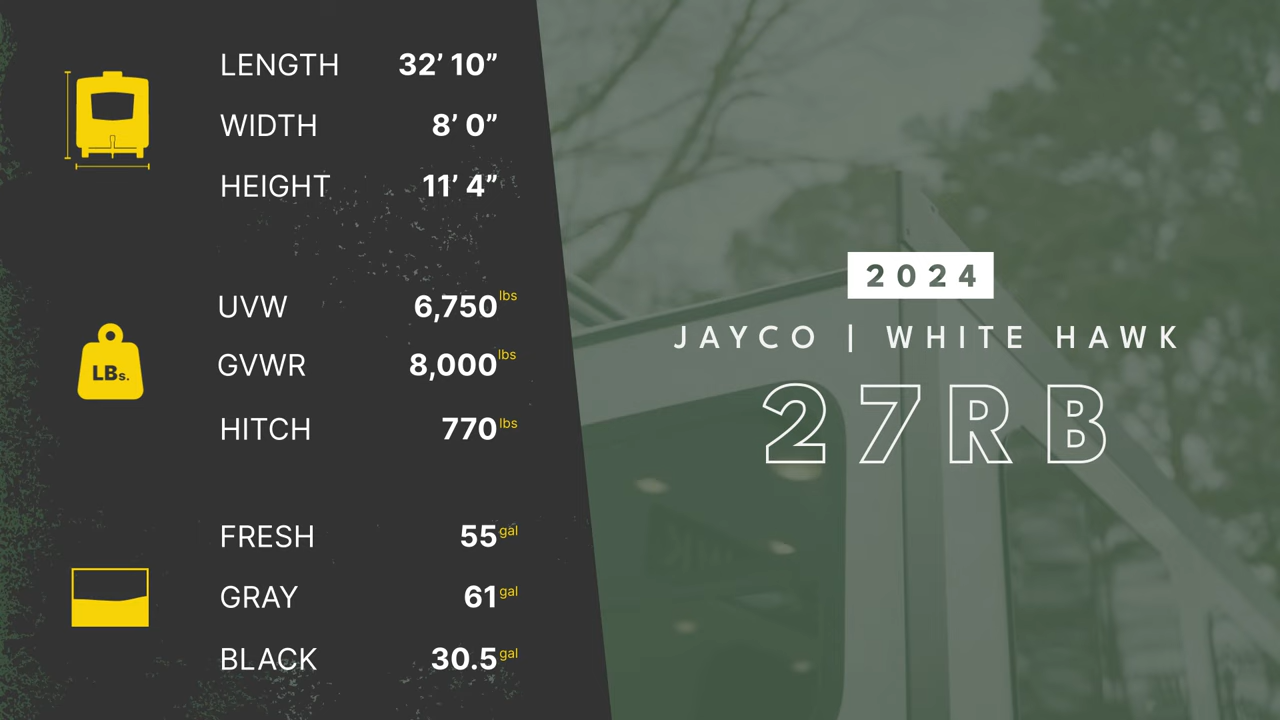 LENGTH 32’ 10”
WIDTH 8’ 0”
HEIGHT 11’ 4”
LBs.
UVW 6,750 lbs
GVWR 8,000 lbs
HITCH 770 lbs
FRESH 55 gal
GRAY 61 gal
BLACK 30.5 gal
2024
JAYCO | WHITE HAWK
27RB